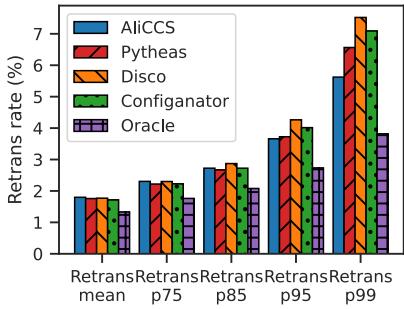 Retrans rate (%)
7
6
5
4
3
2
1
0
AliCCS
Pytheas
Disco
Configanator
Oracle
Retrans Retrans Retrans Retrans Retrans
mean p75 p85 p95 p99